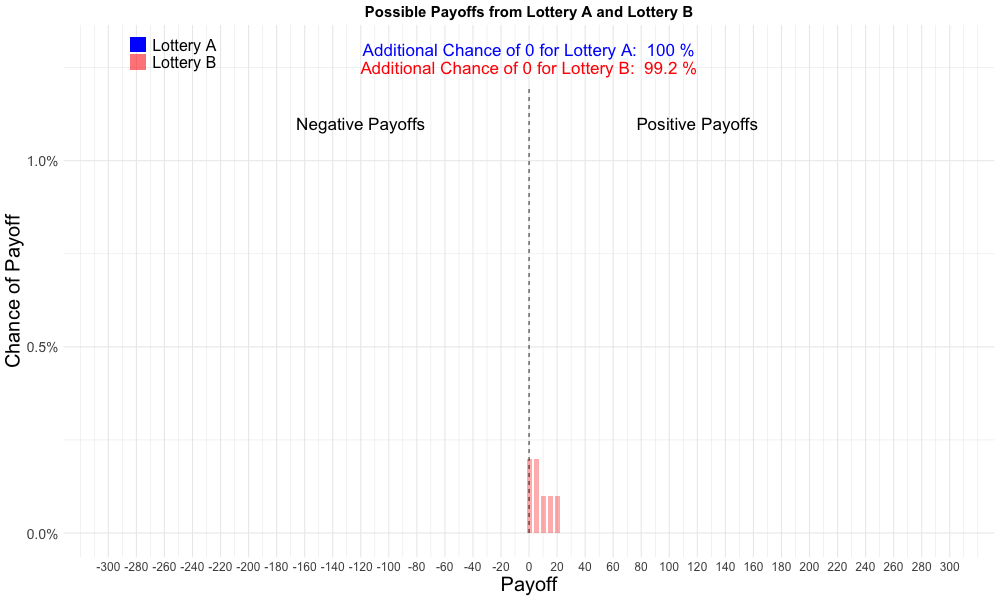 Possible Payoffs from Lottery A and Lottery B
Lottery A
Lottery B
Additional Chance of 0 for Lottery A:  100 %
Additional Chance of 0 for Lottery B:  99.2 %
Negative Payoffs
Positive Payoffs
Chance of Payoff
1.0%
0.5%
0.0%
-300 -280 -260 -240 -220 -200 -180 -160 -140 -120 -100 -80 -60 -40 -20 0 20 40 60 80 100 120 140 160 180 200 220 240 260 280 300
Payoff